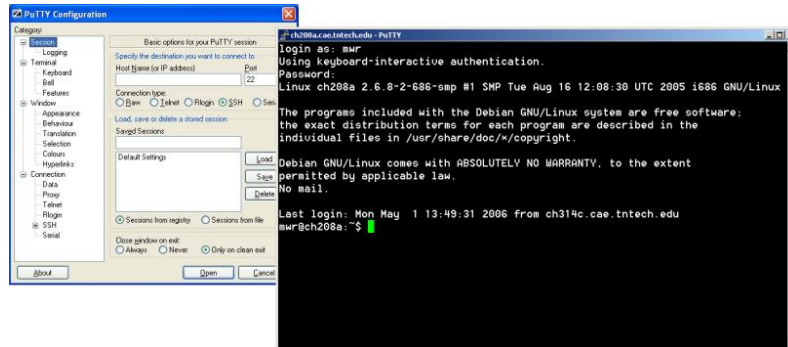 PuTTY Configuration
Category:
Session
Logging
Terminal
Keyboard
Bell
Features
Window
Appearance
Behaviour
Translation
Selection
Colours
Hyperlinks
Connection
Data
Proxy
Telnet
Rlogin
SSH
Serial
Basic options for your PuTTY session
Specify the destination you want to connect to
Host Name (or IP address) Port
22
Connection type:
Raw Telnet Rlogin SSH
Load, save or delete a stored session
Saved Sessions
Default Settings
Load
Save
Delete
Sessions from registry Sessions from file
Close window on exit:
Always Never Only on clean exit
About Open Cancel
ch208a.cae.tntech.edu - PuTTY
login as: mwr
Using keyboard-interactive authentication.
Password:
Linux ch208a 2.6.8-2-686-smp #1 SMP Tue Aug 16 12:08:30 UTC 2005 i686 GNU/Linux
The programs included with the Debian GNU/Linux system are free software;
the exact distribution terms for each program are described in the
individual files in /usr/share/doc/*/copyright.
Debian GNU/Linux comes with ABSOLUTELY NO WARRANTY, to the extent
permitted by applicable law.
No mail.
Last login: Mon May 1 13:49:31 2006 from ch314c.cae.tntech.edu
mwr@ch208a:~$